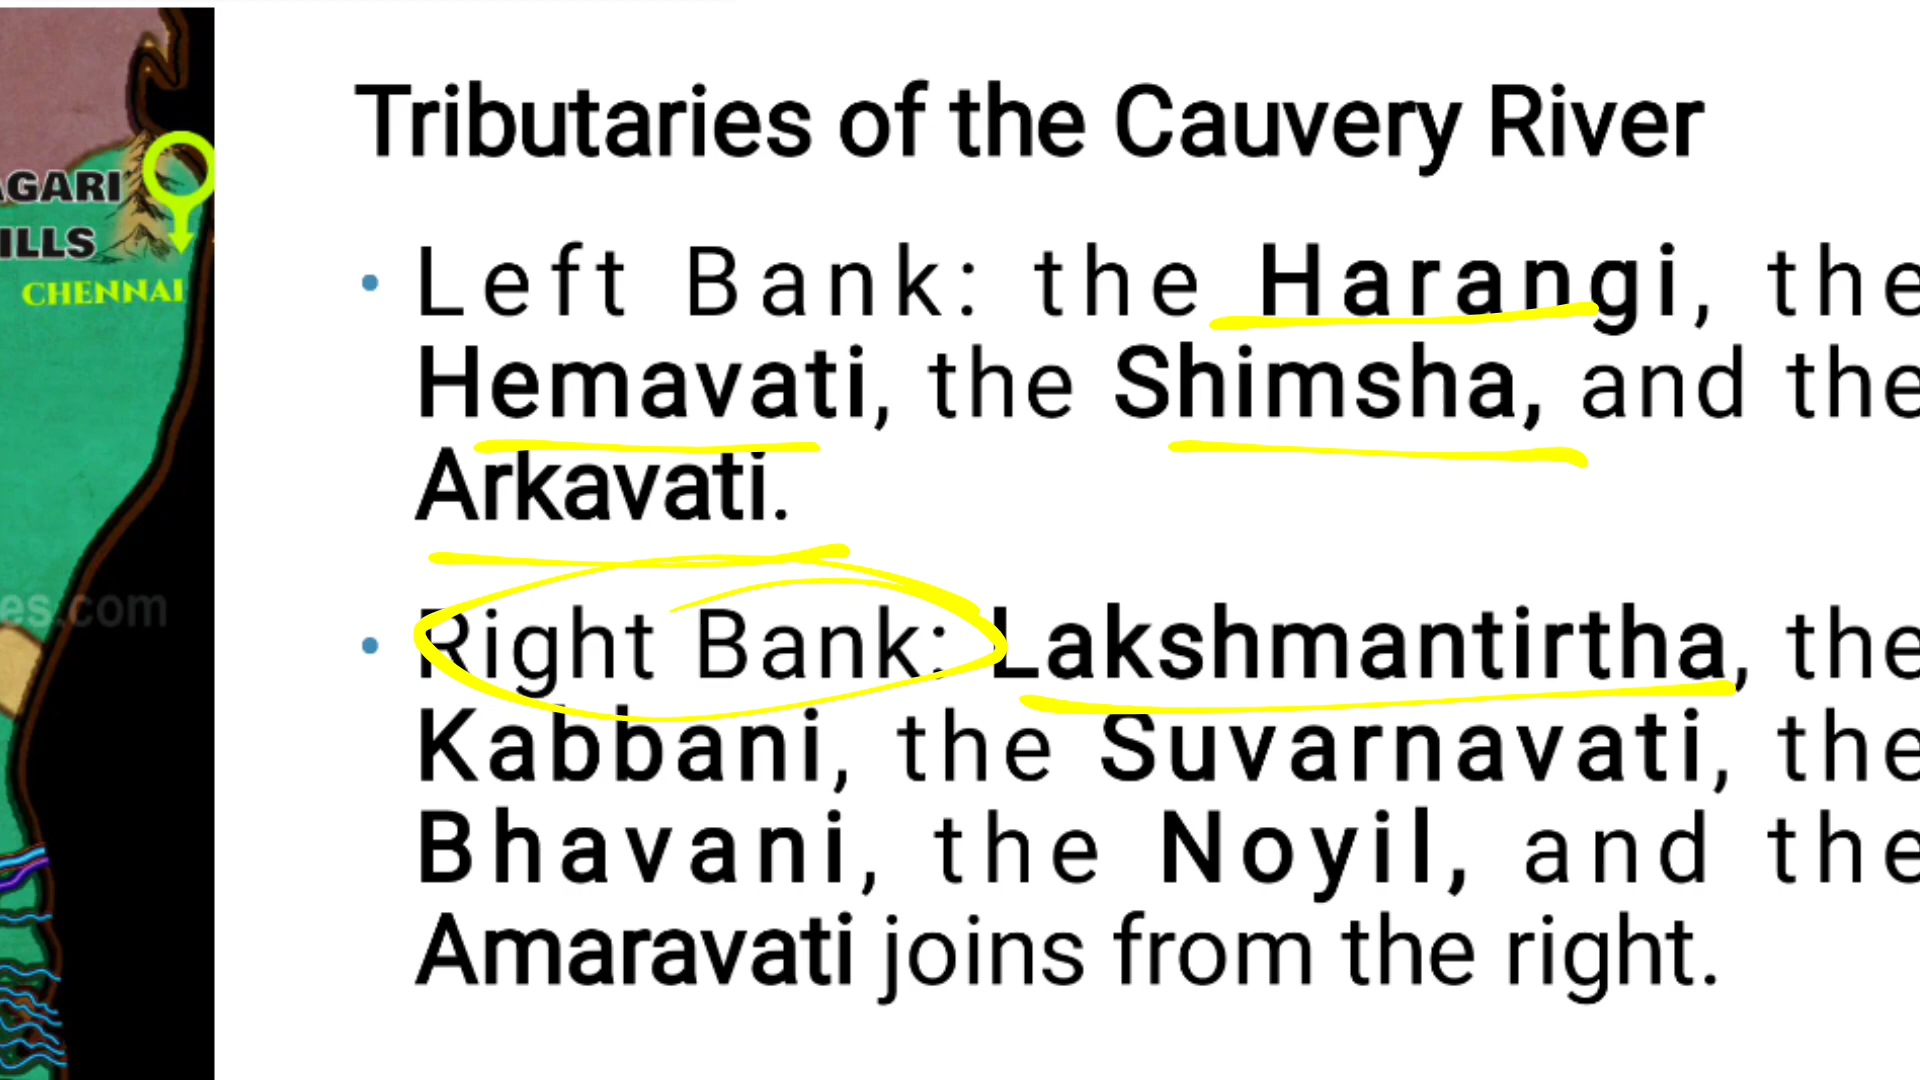 AGARI
ILLS
CHENNAI
es.com
Tributaries of the Cauvery River
• Left Bank: the Harangi, the
Hemavati, the Shimsha, and the
Arkavati.
• Right Bank: Lakshmantirtha, the
Kabbani, the Suvarnavati, the
Bhavani, the Noyil, and the
Amaravati joins from the right.